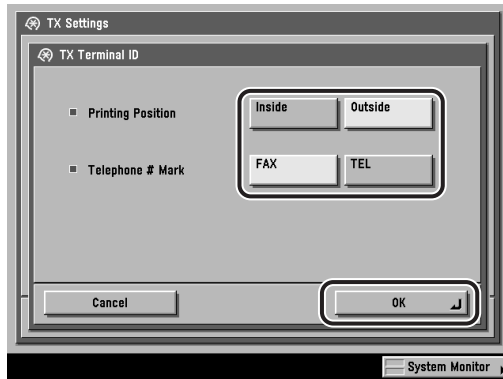 TX Settings
TX Terminal ID
Printing Position Inside Outside
Telephone # Mark FAX TEL
Cancel OK
System Monitor